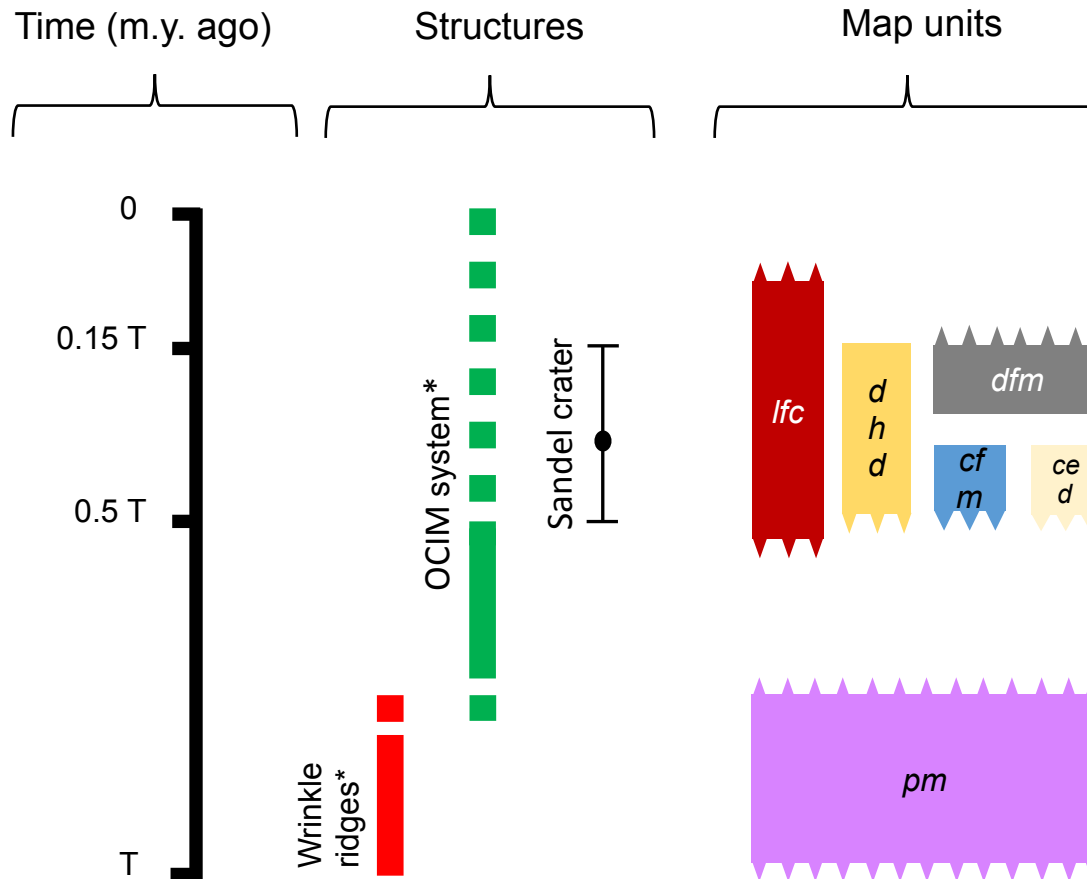 Time (m.y. ago)
Structures
Map units
0
0.15 T
0.5 T
T
OCIM system*
Sandel crater
Wrinkle
ridges*
lfc
d
h
d
dfm
cf
m
ce
d
pm